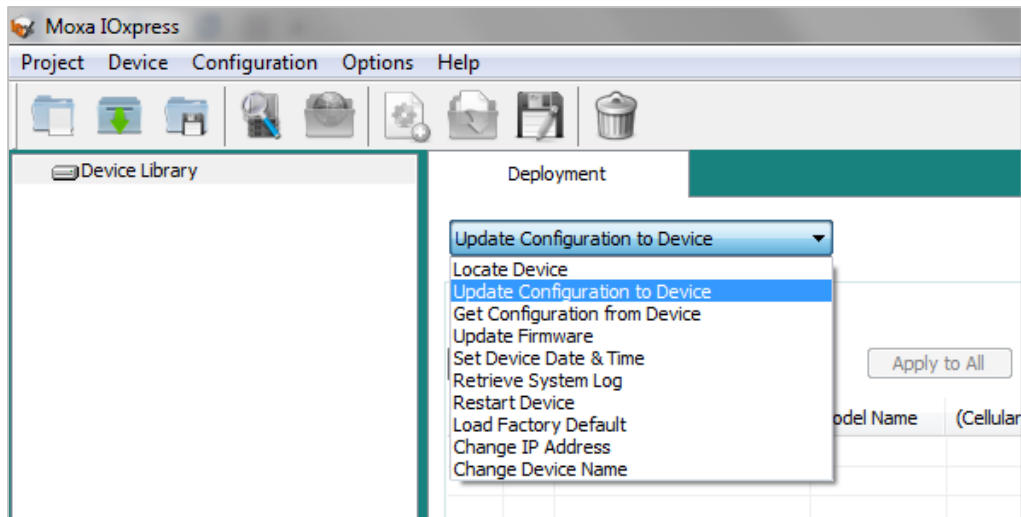 Moxa IOxpress
Project Device Configuration Options Help
Device Library
Deployment
Update Configuration to Device
Locate Device
Update Configuration to Device
Get Configuration from Device
Update Firmware
Set Device Date & Time
Retrieve System Log
Restart Device
Load Factory Default
Change IP Address
Change Device Name
Apply to All
odel Name (Cellular